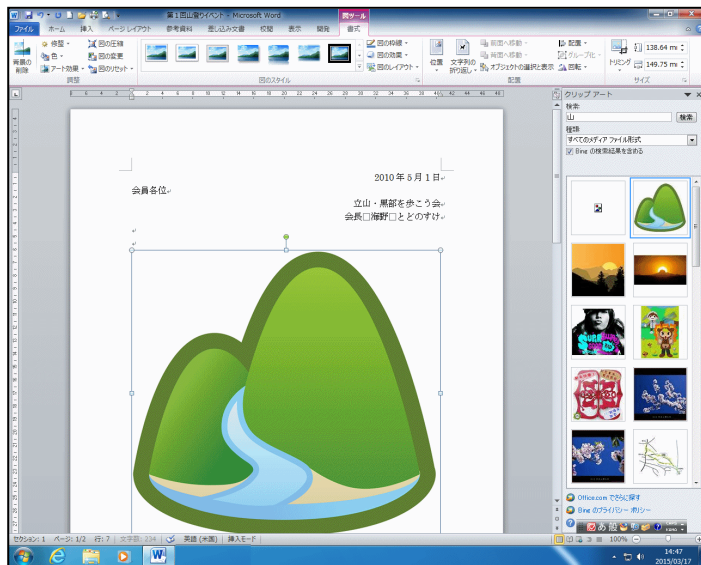 第1回山登りイベント - Microsoft Word
図ツール
ファイル ホーム 挿入 ページ レイアウト 参考資料 差し込み文書 校閲 表示 開発 書式
背景の削除
修整
色
アート効果
図の圧縮
図の変更
図のリセット
調整
図のスタイル
図の枠線
図の効果
図のレイアウト
位置
文字列の折り返し
前面へ移動
背面へ移動
オブジェクトの選択と表示
配置
グループ化
回転
配置
トリミング
138.64 mm
149.75 mm
サイズ
2010年5月1日
会員各位
立山・黒部を歩こう会
会長□海野□とどのすけ
クリップ アート
検索:
山
検索
種類:
すべてのメディア ファイル形式
Bing の検索結果を含める
Office.com でさらに探す
Bing のプライバシー ポリシー
セクション: 1 ページ: 1/2 行: 7 文字数: 234 英語 (米国) 挿入モード
100%
あ 般
14:47
2015/03/17